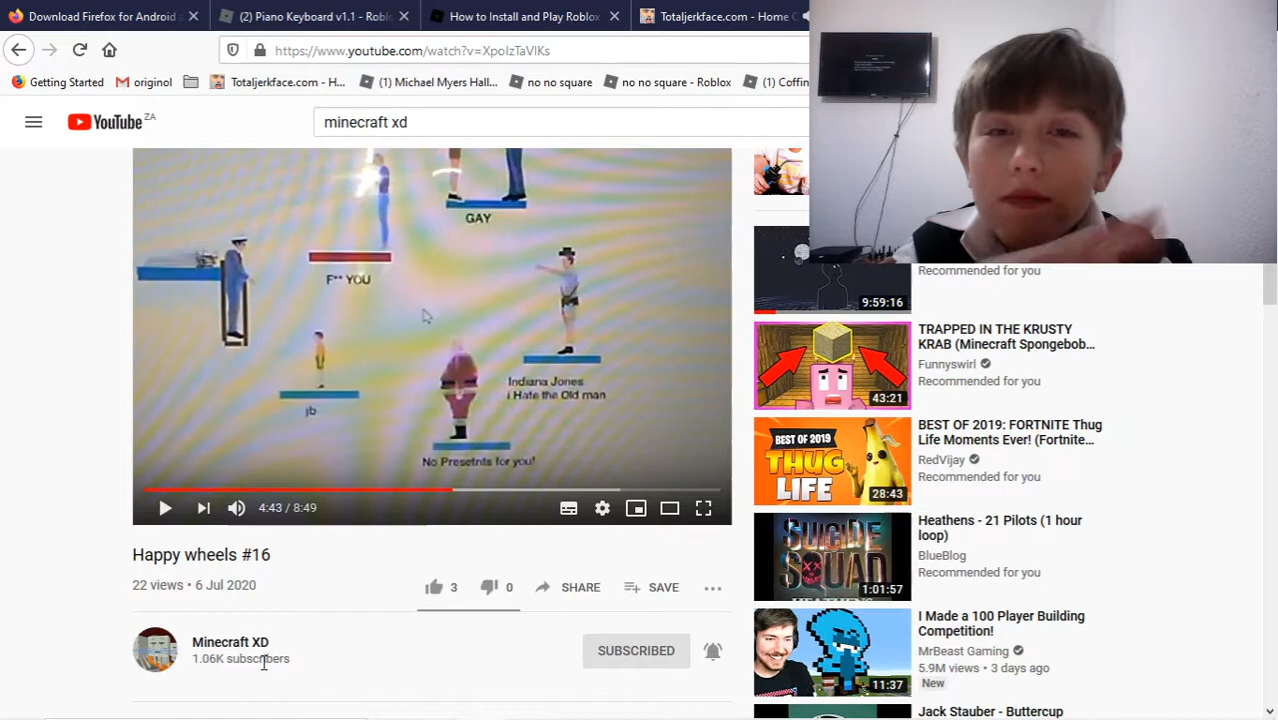 Download Firefox for Android a
(2) Piano Keyboard v1.1 - Roblo
How to Install and Play Roblox
Totaljerkface.com - Home C
https://www.youtube.com/watch?v=XpoIzTaVlKs
Getting Started
original
Totaljerkface.com - H...
(1) Michael Myers Hall...
no no square
no no square - Roblox
(1) Coffin
YouTube ZA
minecraft xd
GAY
F** YOU
jb
Indiana Jones
i Hate the Old man
No Presetnts for you!
4:43 / 8:49
Happy wheels #16
22 views • 6 Jul 2020
3
0
SHARE
SAVE
Minecraft XD
1.06K subscribers
SUBSCRIBED
9:59:16
Recommended for you
TRAPPED IN THE KRUSTY
KRAB (Minecraft Spongebob...
Funnyswirl
Recommended for you
43:21
BEST OF 2019: FORTNITE Thug
Life Moments Ever! (Fortnite...
RedVijay
Recommended for you
BEST OF 2019:
THUG
LIFE
28:43
Heathens - 21 Pilots (1 hour
loop)
BlueBlog
Recommended for you
SUICIDE
SQUAD
1:01:57
I Made a 100 Player Building
Competition!
MrBeast Gaming
5.9M views • 3 days ago
New
11:37
Jack Stauber - Buttercup